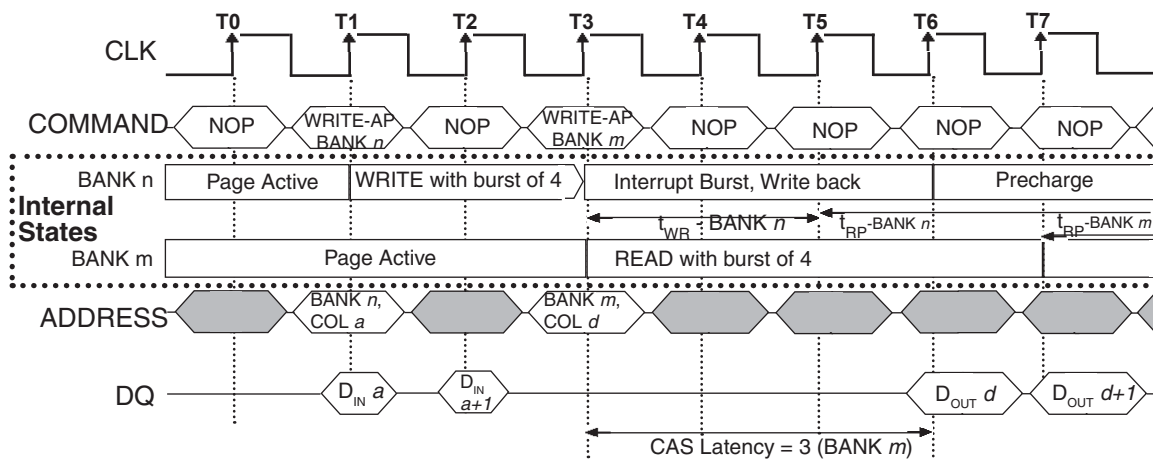 T0 T1 T2 T3 T4 T5 T6 T7
CLK
COMMAND NOP WRITE-AP BANK n NOP WRITE-AP BANK m NOP NOP NOP NOP
BANK n Page Active WRITE with burst of 4 Interrupt Burst, Write back Precharge
Internal States
tWR - BANK n tRP-BANK n tRP-BANK m
BANK m Page Active READ with burst of 4
ADDRESS BANK n, COL a BANK m, COL d
DQ DIN a DIN a+1 DOUT d DOUT d+1
CAS Latency = 3 (BANK m)